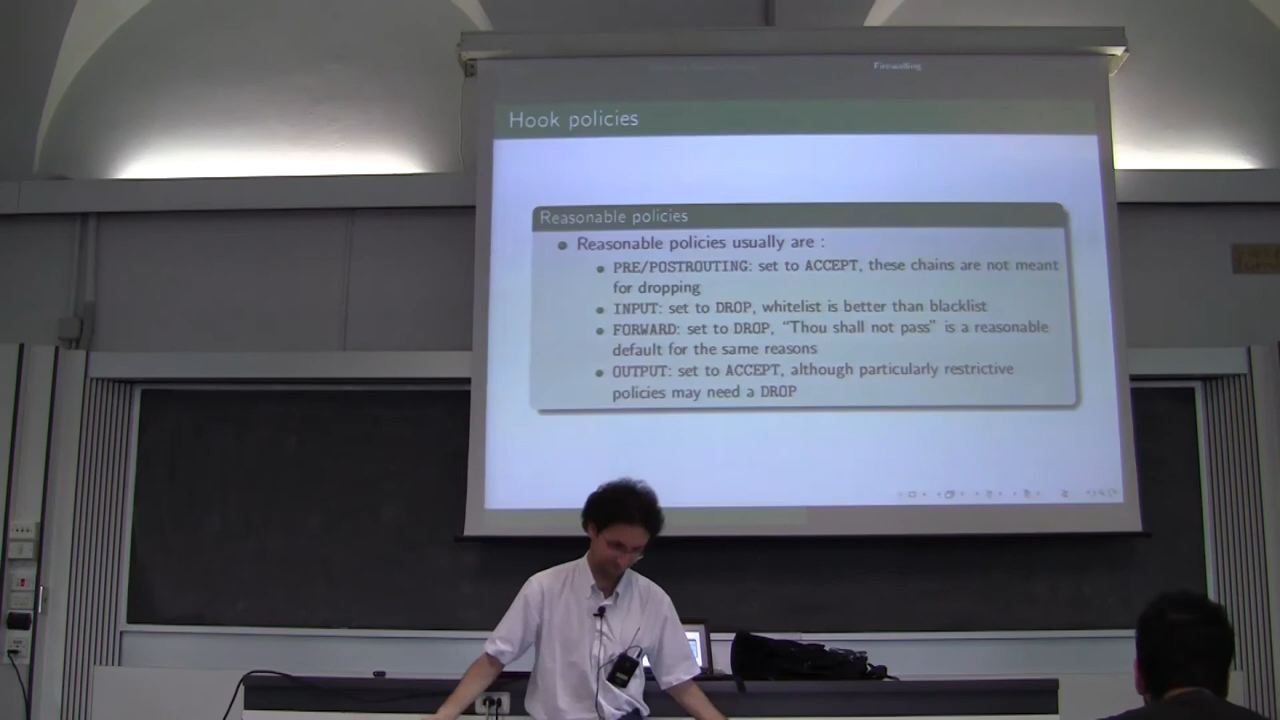 Firewalling
Hook policies
Reasonable policies
Reasonable policies usually are :
PRE/POSTROUTING: set to ACCEPT, these chains are not meant
for dropping
INPUT: set to DROP, whitelist is better than blacklist
FORWARD: set to DROP, “Thou shall not pass” is a reasonable
default for the same reasons
OUTPUT: set to ACCEPT, although particularly restrictive
policies may need a DROP